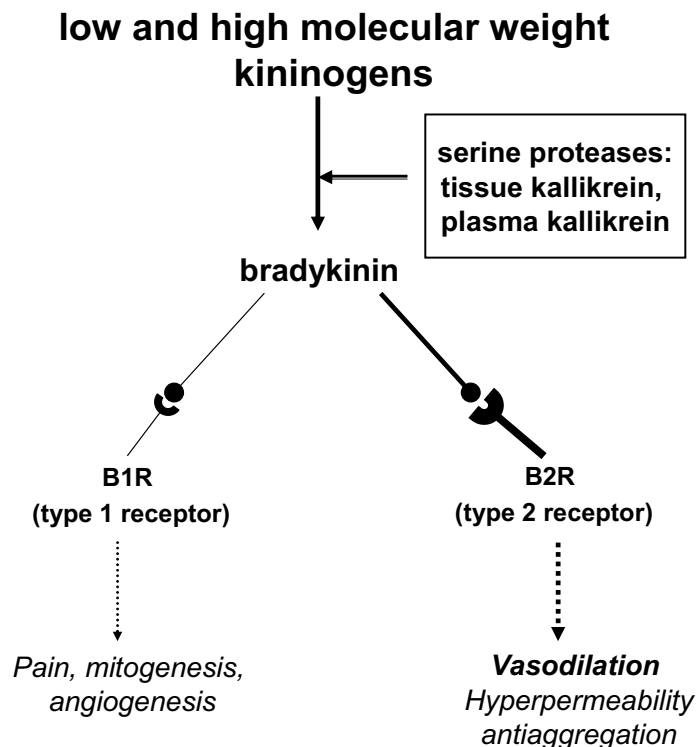 low and high molecular weight
kininogens
serine proteases:
tissue kallikrein,
plasma kallikrein
bradykinin
B1R
(type 1 receptor)
B2R
(type 2 receptor)
Pain, mitogenesis,
angiogenesis
Vasodilation
Hyperpermeability
antiaggregation